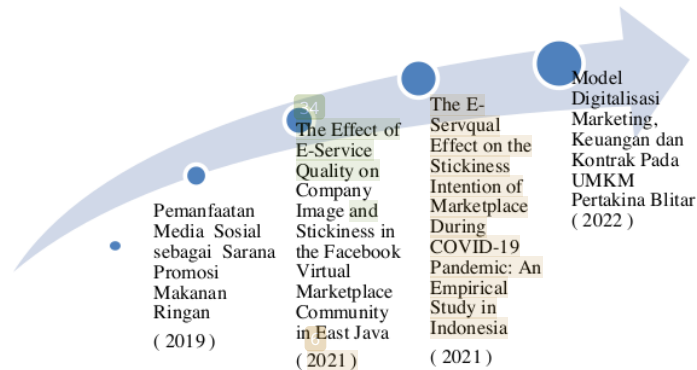 Pemanfaatan
Media Sosial
sebagai Sarana
Promosi
Makanan
Ringan
( 2019 )
34
The Effect of
E-Service
Quality on
Company
Image and
Stickiness in
the Facebook
Virtual
Marketplace
Community
in East Java
6
( 2021 )
The E-
Servqual
Effect on the
Stickiness
Intention of
Marketplace
During
COVID-19
Pandemic: An
Empirical
Study in
Indonesia
( 2021 )
Model
Digitalisasi
Marketing,
Keuangan dan
Kontrak Pada
UMKM
Pertakina Blitar
( 2022 )